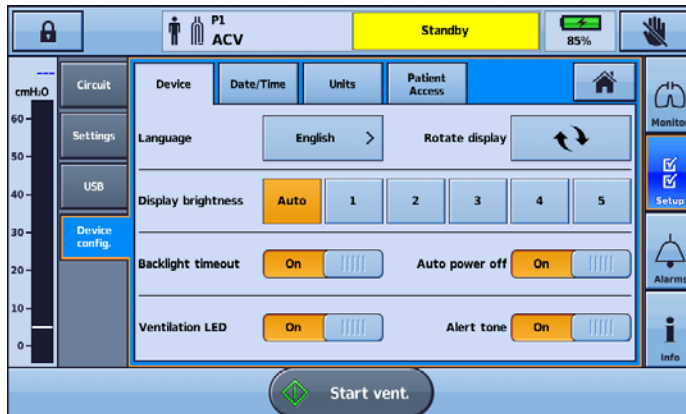 P1
ACV
Standby
85%
---
cmH2O
60
50
40
30
20
10
0
Circuit
Settings
USB
Device
config.
Device
Date/Time
Units
Patient
Access
Language
English >
Rotate display
Display brightness
Auto
1
2
3
4
5
Backlight timeout
On
Auto power off
On
Ventilation LED
On
Alert tone
On
Monitor
Setup
Alarms
Info
Start vent.